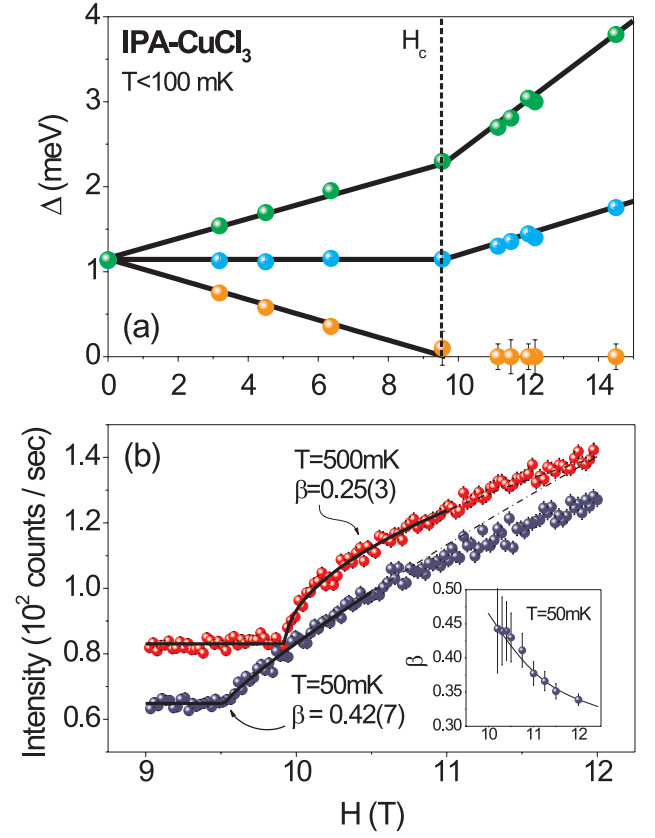 IPA-CuCl3
T<100 mK
Hc
Δ (meV)
4
3
2
1
0
(a)
0 2 4 6 8 10 12 14
(b)
T=500mK
β=0.25(3)
T=50mK
β = 0.42(7)
Intensity (10² counts / sec)
1.4
1.2
1.0
0.8
0.6
T=50mK
β
0.50
0.45
0.40
0.35
0.30
10 11 12
9 10 11 12
H (T)